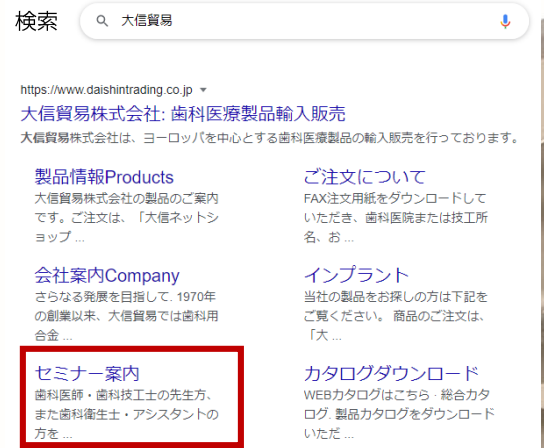 検索
大信貿易
https://www.daishintrading.co.jp
大信貿易株式会社: 歯科医療製品輸入販売
大信貿易株式会社は、ヨーロッパを中心とする歯科医療製品の輸入販売を行っております。
製品情報Products
大信貿易株式会社の製品のご案内
です。ご注文は、「大信ネットシ
ョップ ...
ご注文について
FAX注文用紙をダウンロードして
いただき、歯科医院または技工所
名、お ...
会社案内Company
さらなる発展を目指して. 1970年
の創業以来、大信貿易では歯科用
合金 ...
インプラント
当社の製品をお探しの方は下記を
ご覧ください。 商品のご注文は、
「大 ...
セミナー案内
歯科医師・歯科技工士の先生方、
また歯科衛生士・アシスタントの
方を ...
カタログダウンロード
WEBカタログはこちら · 総合カタ
ログ. 製品カタログをダウンロード
いただ ...